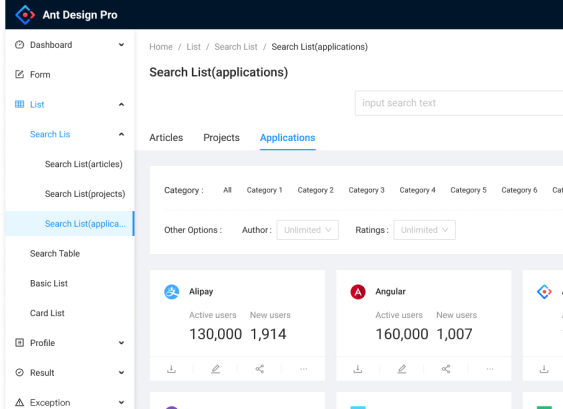 Ant Design Pro
Dashboard
Form
List
Search Lis
Search List(articles)
Search List(projects)
Search List(applica...
Search Table
Basic List
Card List
Profile
Result
Exception
Home / List / Search List / Search List(applications)
Search List(applications)
input search text
Articles Projects Applications
Category : All Category 1 Category 2 Category 3 Category 4 Category 5 Category 6
Other Options : Author : Unlimited Ratings : Unlimited
Alipay
Active users New users
130,000 1,914
Angular
Active users New users
160,000 1,007